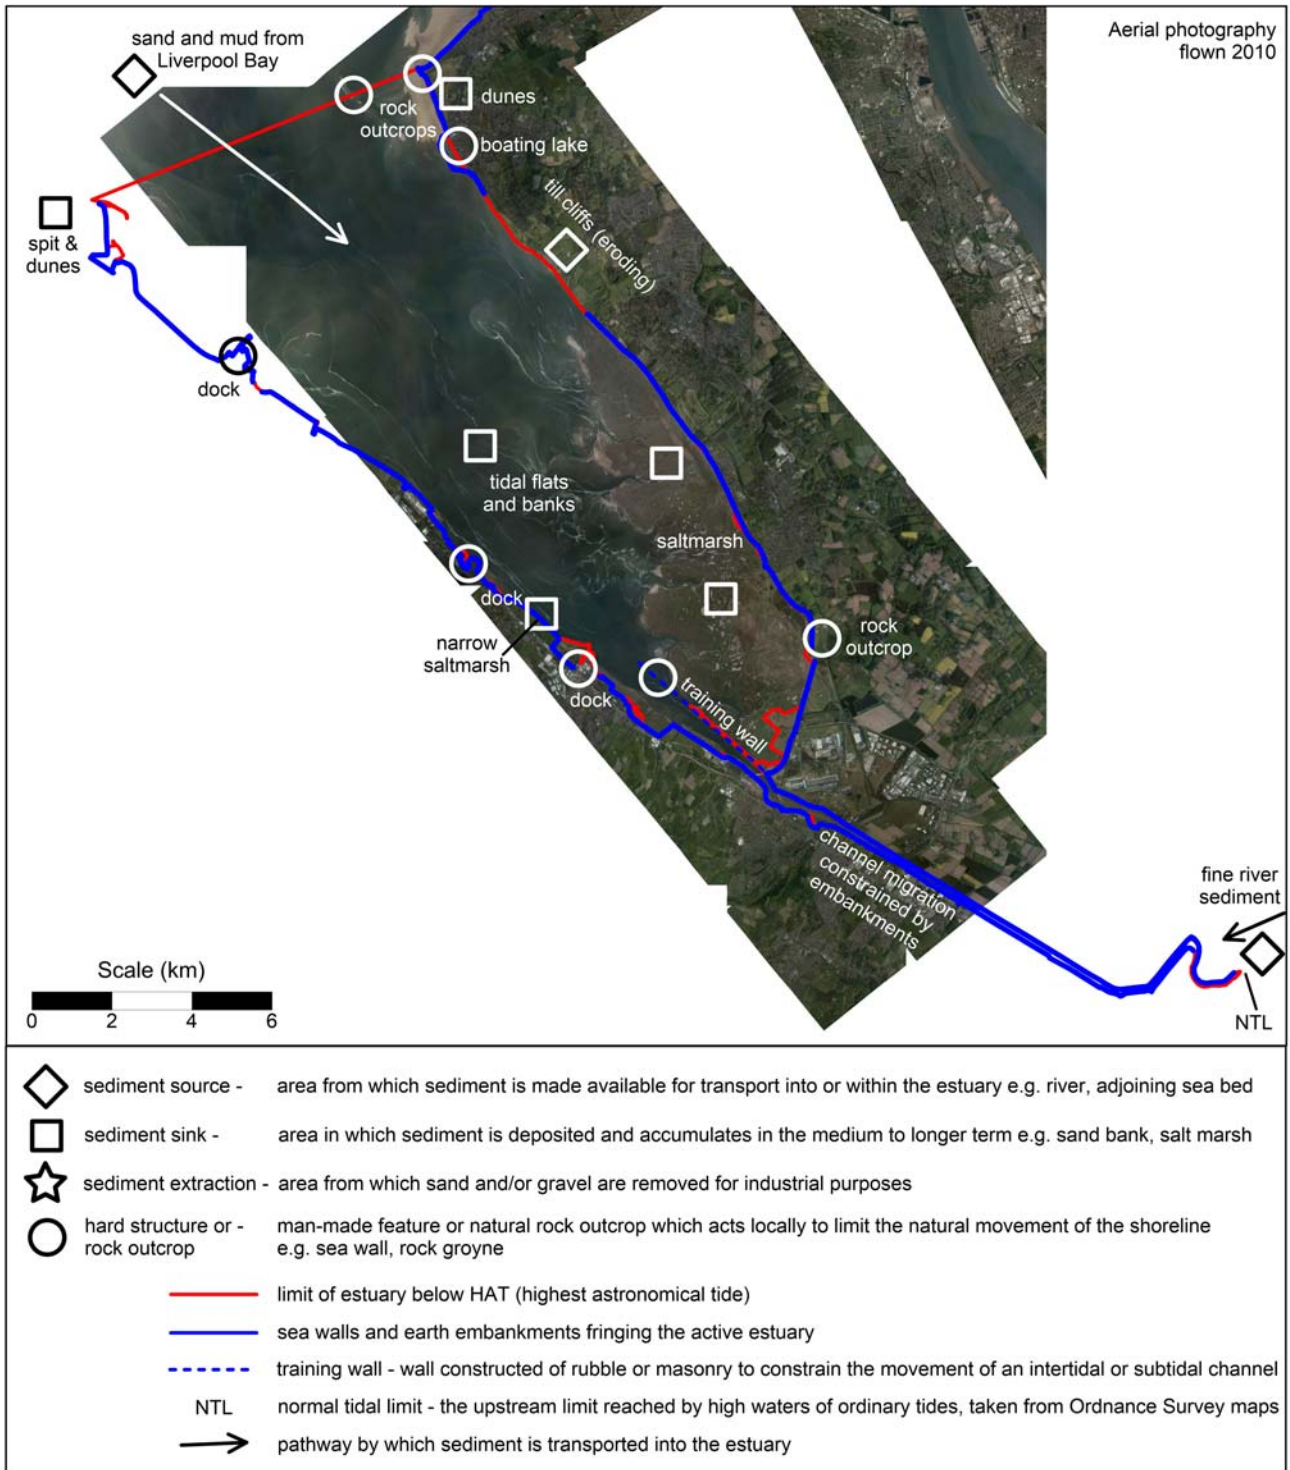 sand and mud from
Liverpool Bay
Aerial photography
flown 2010
rock
outcrops
dunes
boating lake
till cliffs (eroding)
spit &
dunes
dock
tidal flats
and banks
saltmarsh
dock
narrow
saltmarsh
rock
outcrop
dock
training wall
channel migration
constrained by
embankments
fine river
sediment
NTL
Scale (km)
0 2 4 6
sediment source - area from which sediment is made available for transport into or within the estuary e.g. river, adjoining sea bed
sediment sink - area in which sediment is deposited and accumulates in the medium to longer term e.g. sand bank, salt marsh
sediment extraction - area from which sand and/or gravel are removed for industrial purposes
hard structure or - man-made feature or natural rock outcrop which acts locally to limit the natural movement of the shoreline
rock outcrop e.g. sea wall, rock groyne
limit of estuary below HAT (highest astronomical tide)
sea walls and earth embankments fringing the active estuary
training wall - wall constructed of rubble or masonry to constrain the movement of an intertidal or subtidal channel
NTL normal tidal limit - the upstream limit reached by high waters of ordinary tides, taken from Ordnance Survey maps
pathway by which sediment is transported into the estuary